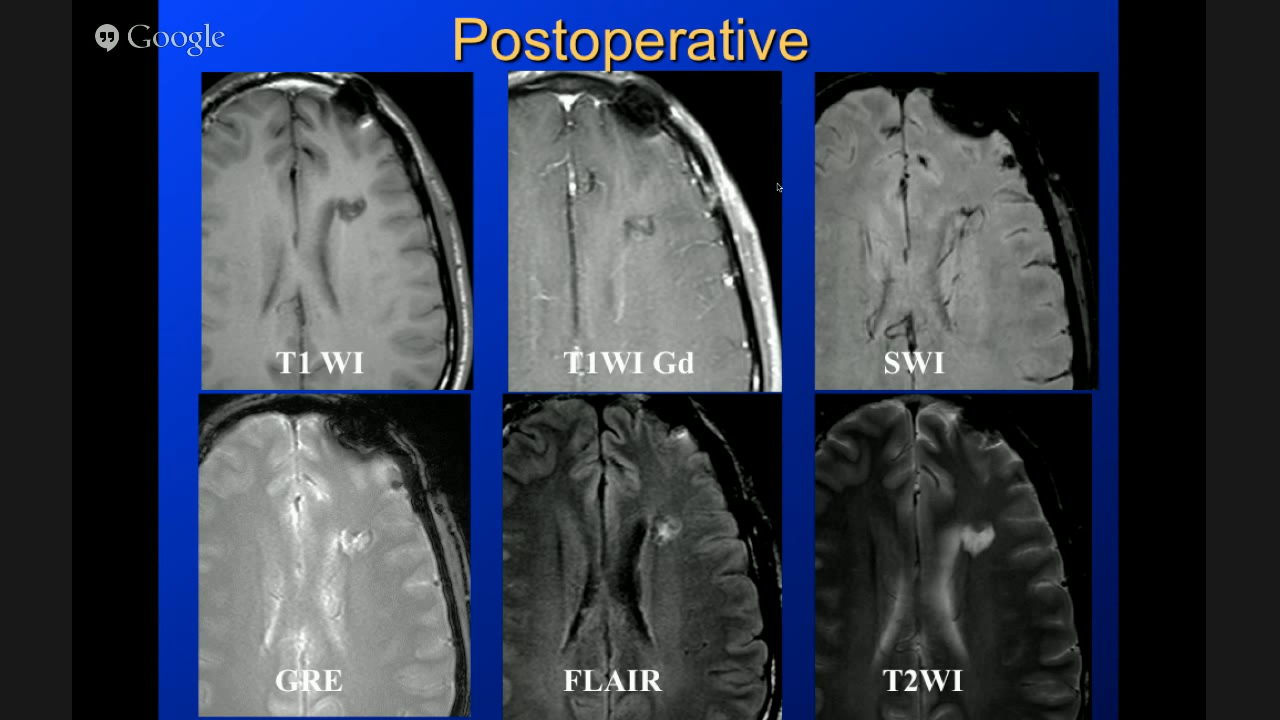 Google
Postoperative
T1 WI
T1WI Gd
SWI
GRE
FLAIR
T2WI